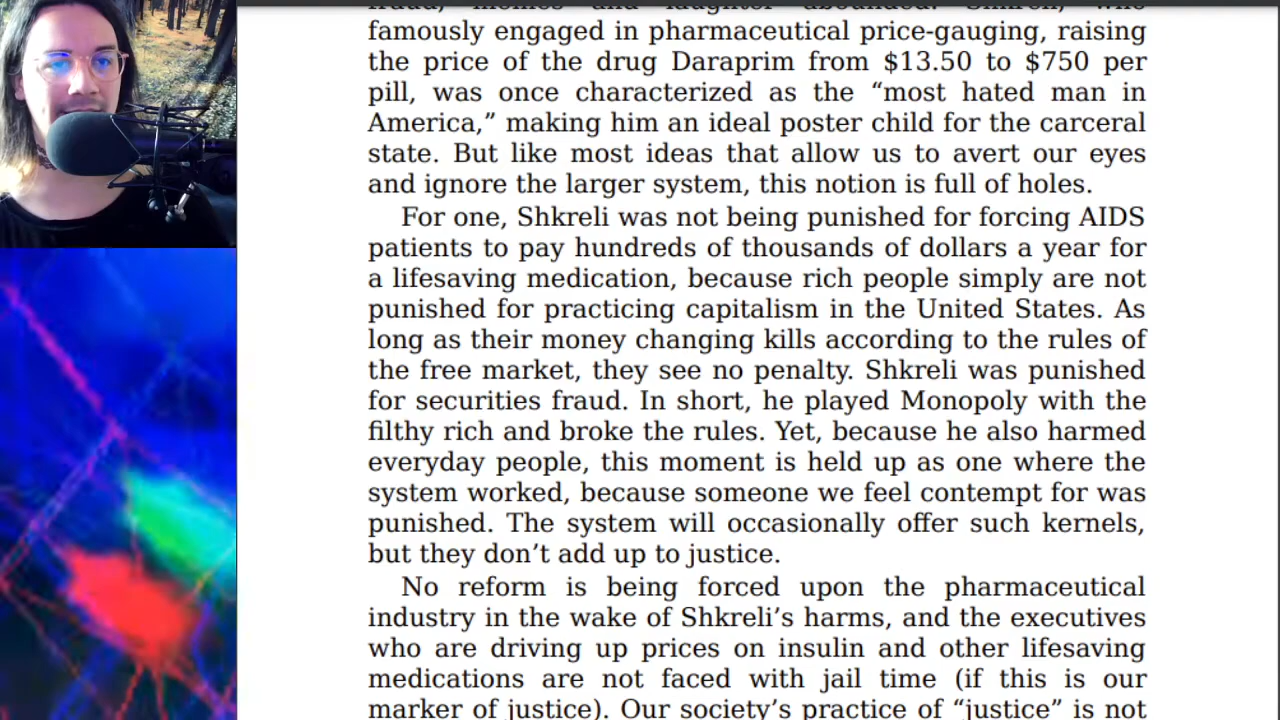 fraud, memes and laughter abounded. Shkreli, who
famously engaged in pharmaceutical price-gauging, raising
the price of the drug Daraprim from $13.50 to $750 per
pill, was once characterized as the “most hated man in
America,” making him an ideal poster child for the carceral
state. But like most ideas that allow us to avert our eyes
and ignore the larger system, this notion is full of holes.
For one, Shkreli was not being punished for forcing AIDS
patients to pay hundreds of thousands of dollars a year for
a lifesaving medication, because rich people simply are not
punished for practicing capitalism in the United States. As
long as their money changing kills according to the rules of
the free market, they see no penalty. Shkreli was punished
for securities fraud. In short, he played Monopoly with the
filthy rich and broke the rules. Yet, because he also harmed
everyday people, this moment is held up as one where the
system worked, because someone we feel contempt for was
punished. The system will occasionally offer such kernels,
but they don’t add up to justice.
No reform is being forced upon the pharmaceutical
industry in the wake of Shkreli’s harms, and the executives
who are driving up prices on insulin and other lifesaving
medications are not faced with jail time (if this is our
marker of justice). Our society’s practice of “justice” is not